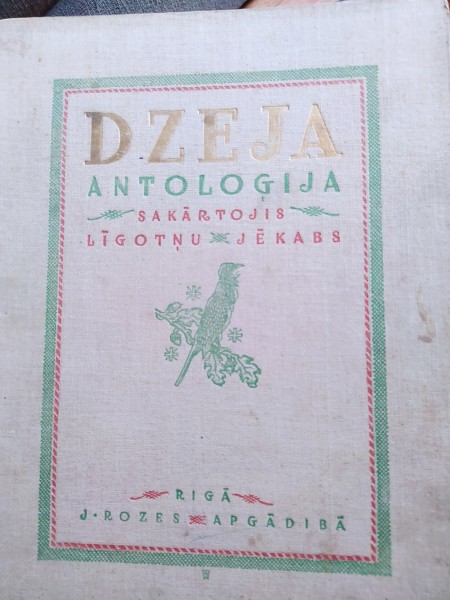 DZEJA
ANTOLOĢIJA
SAKĀRTOJIS
LĪGOTŅU JĒKABS
RIGĀ
J. ROZES APGĀDIBĀ